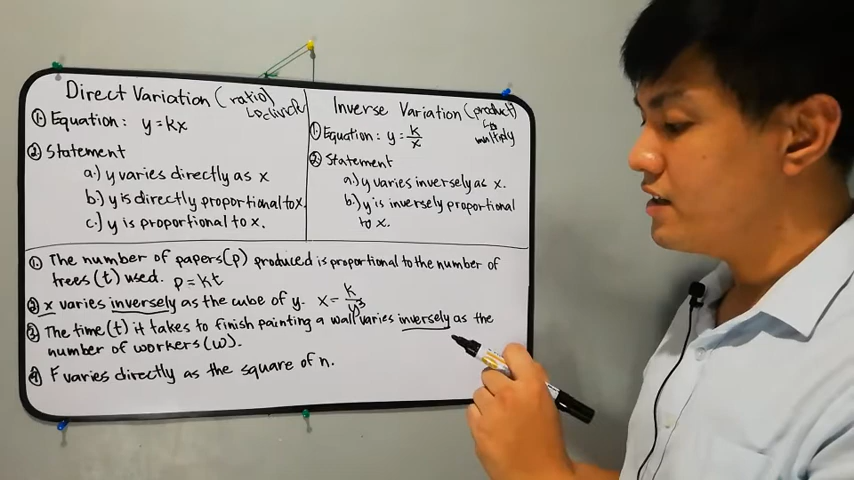 Direct Variation (ratio)
↳ divide
① Equation: y=kx
② Statement
a.) y varies directly as x
b.) y is directly proportional to x.
c.) y is proportional to x.
Inverse Variation (product)
↳ multiply
① Equation: y = k/x
② Statement
a.) y varies inversely as x.
b.) y is inversely proportional
to x.
① The number of papers(p) produced is proportional to the number of
trees(t) used. p = kt
② x varies inversely as the cube of y. x = k/y³
③ The time(t) it takes to finish painting a wall varies inversely as the
number of workers(w).
④ F varies directly as the square of n.